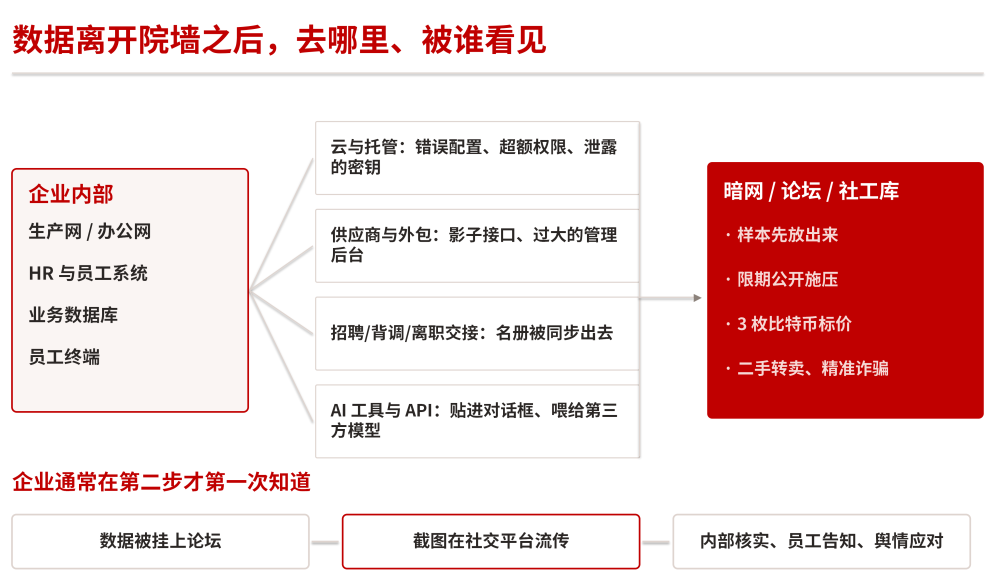 数据离开院墙之后，去哪里、被谁看见
企业内部
生产网 / 办公网
HR 与员工系统
业务数据库
员工终端
云与托管：错误配置、超额权限、泄露
的密钥
供应商与外包：影子接口、过大的管理
后台
招聘/背调/离职交接：名册被同步出去
AI 工具与 API：贴进对话框、喂给第三
方模型
暗网 / 论坛 / 社工库
· 样本先放出来
· 限期公开施压
· 3 枚比特币标价
· 二手转卖、精准诈骗
企业通常在第二步才第一次知道
数据被挂上论坛
截图在社交平台流传
内部核实、员工告知、舆情应对